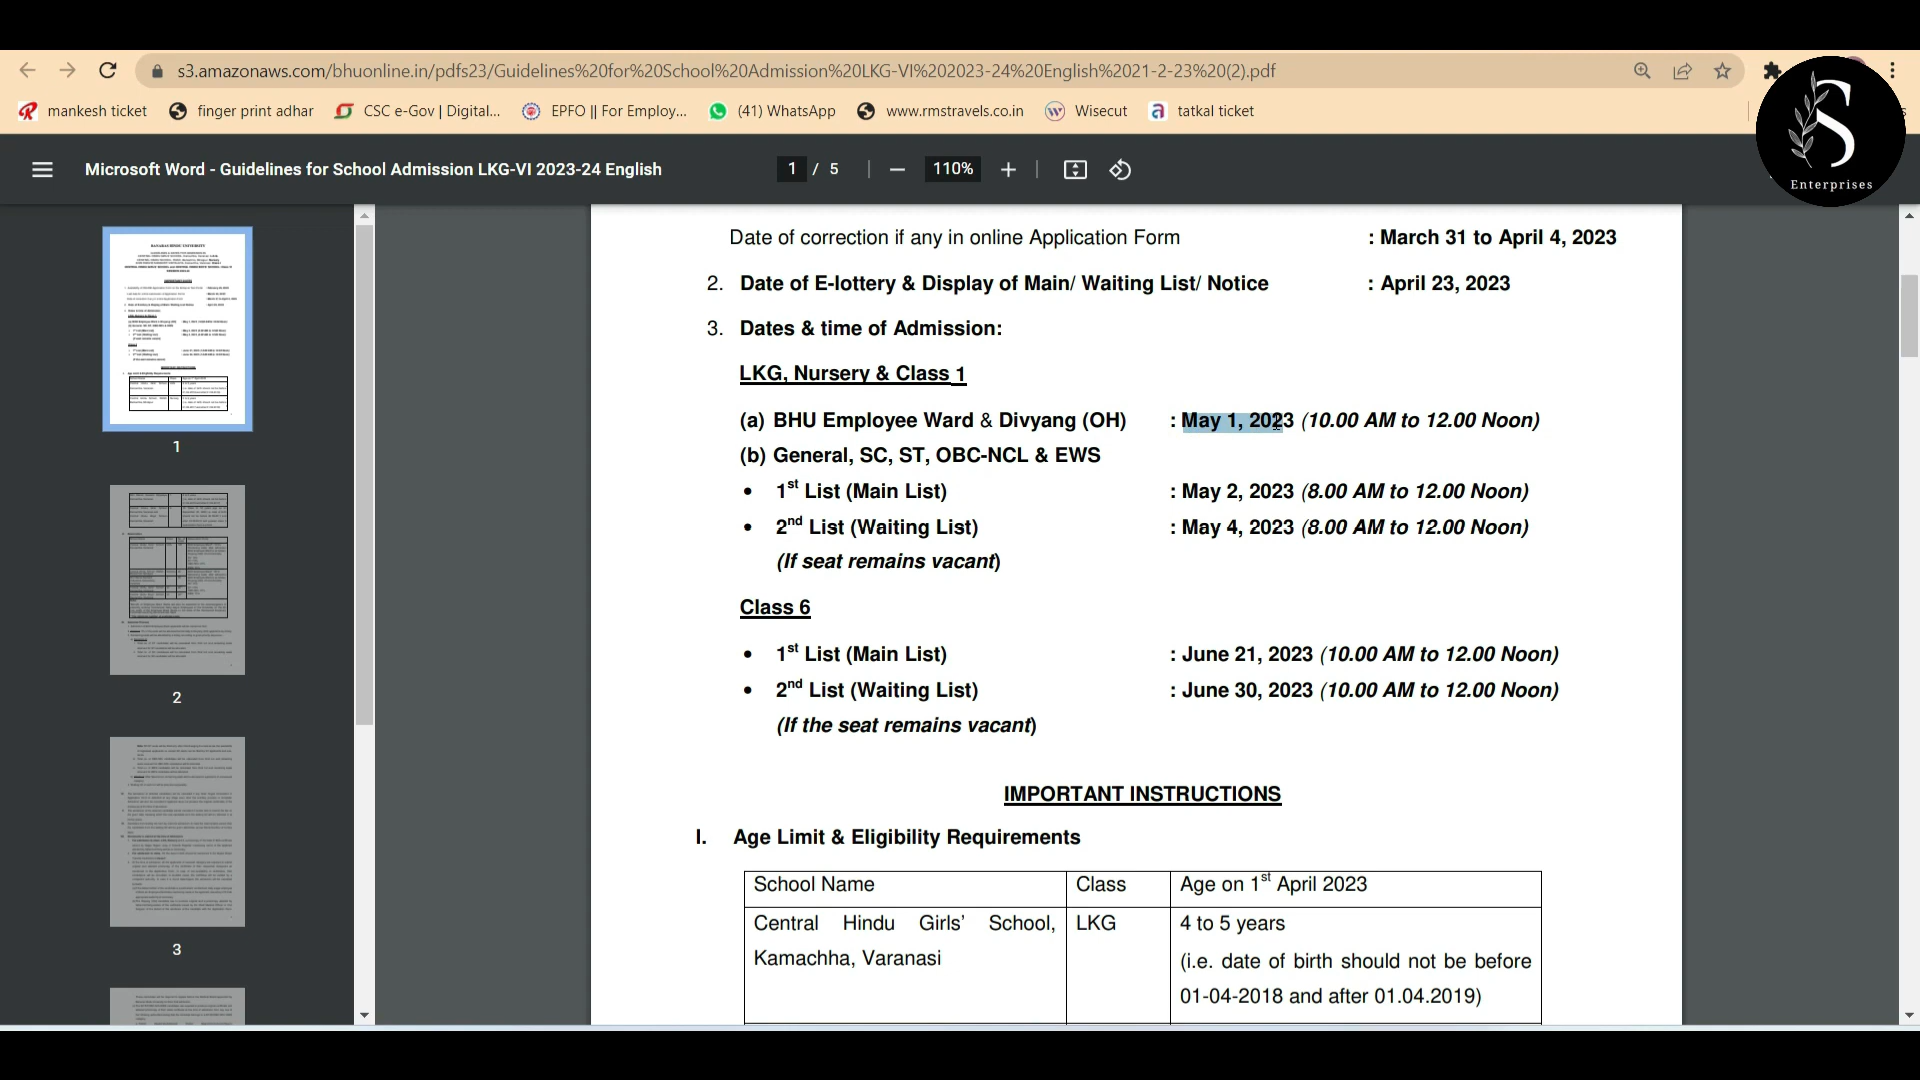 s3.amazonaws.com/bhuonline.in/pdfs23/Guidelines%20for%20School%20Admission%20LKG-VI%202023-24%20English%2021-2-23%20(2).pdf
mankesh ticket finger print adhar CSC e-Gov | Digital... EPFO || For Employ... (41) WhatsApp www.rmstravels.co.in Wisecut tatkal ticket
S
Enterprises
Microsoft Word - Guidelines for School Admission LKG-VI 2023-24 English 1 / 5 110%
Date of correction if any in online Application Form : March 31 to April 4, 2023
2. Date of E-lottery & Display of Main/ Waiting List/ Notice : April 23, 2023
3. Dates & time of Admission:
LKG, Nursery & Class 1
(a) BHU Employee Ward & Divyang (OH) : May 1, 2023 (10.00 AM to 12.00 Noon)
(b) General, SC, ST, OBC-NCL & EWS
• 1st List (Main List) : May 2, 2023 (8.00 AM to 12.00 Noon)
• 2nd List (Waiting List) : May 4, 2023 (8.00 AM to 12.00 Noon)
(If seat remains vacant)
Class 6
• 1st List (Main List) : June 21, 2023 (10.00 AM to 12.00 Noon)
• 2nd List (Waiting List) : June 30, 2023 (10.00 AM to 12.00 Noon)
(If the seat remains vacant)
IMPORTANT INSTRUCTIONS
I. Age Limit & Eligibility Requirements
School Name Class Age on 1st April 2023
Central Hindu Girls' School, LKG 4 to 5 years
Kamachha, Varanasi (i.e. date of birth should not be before
01-04-2018 and after 01.04.2019)
1
2
3